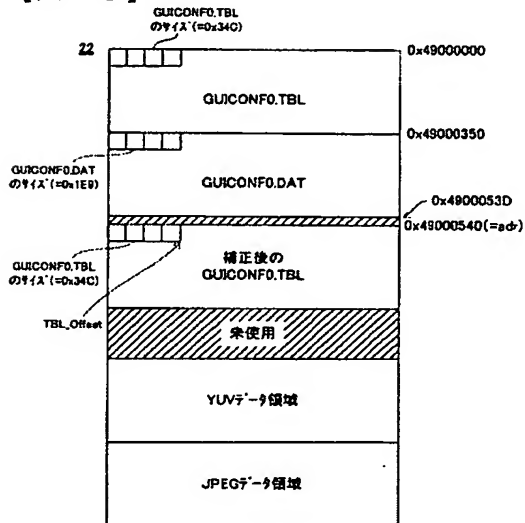 GUICONF0.TBL
のサイズ(=0x34C)
22
0x49000000
GUICONF0.TBL
0x49000350
GUICONF0.DAT
のサイズ(=0x1E9)
GUICONF0.DAT
0x4900053D
0x49000540(=adr)
GUICONF0.TBL
のサイズ(=0x34C)
補正後の
GUICONF0.TBL
TBL_Offset
未使用
YUVデータ領域
JPEGデータ領域